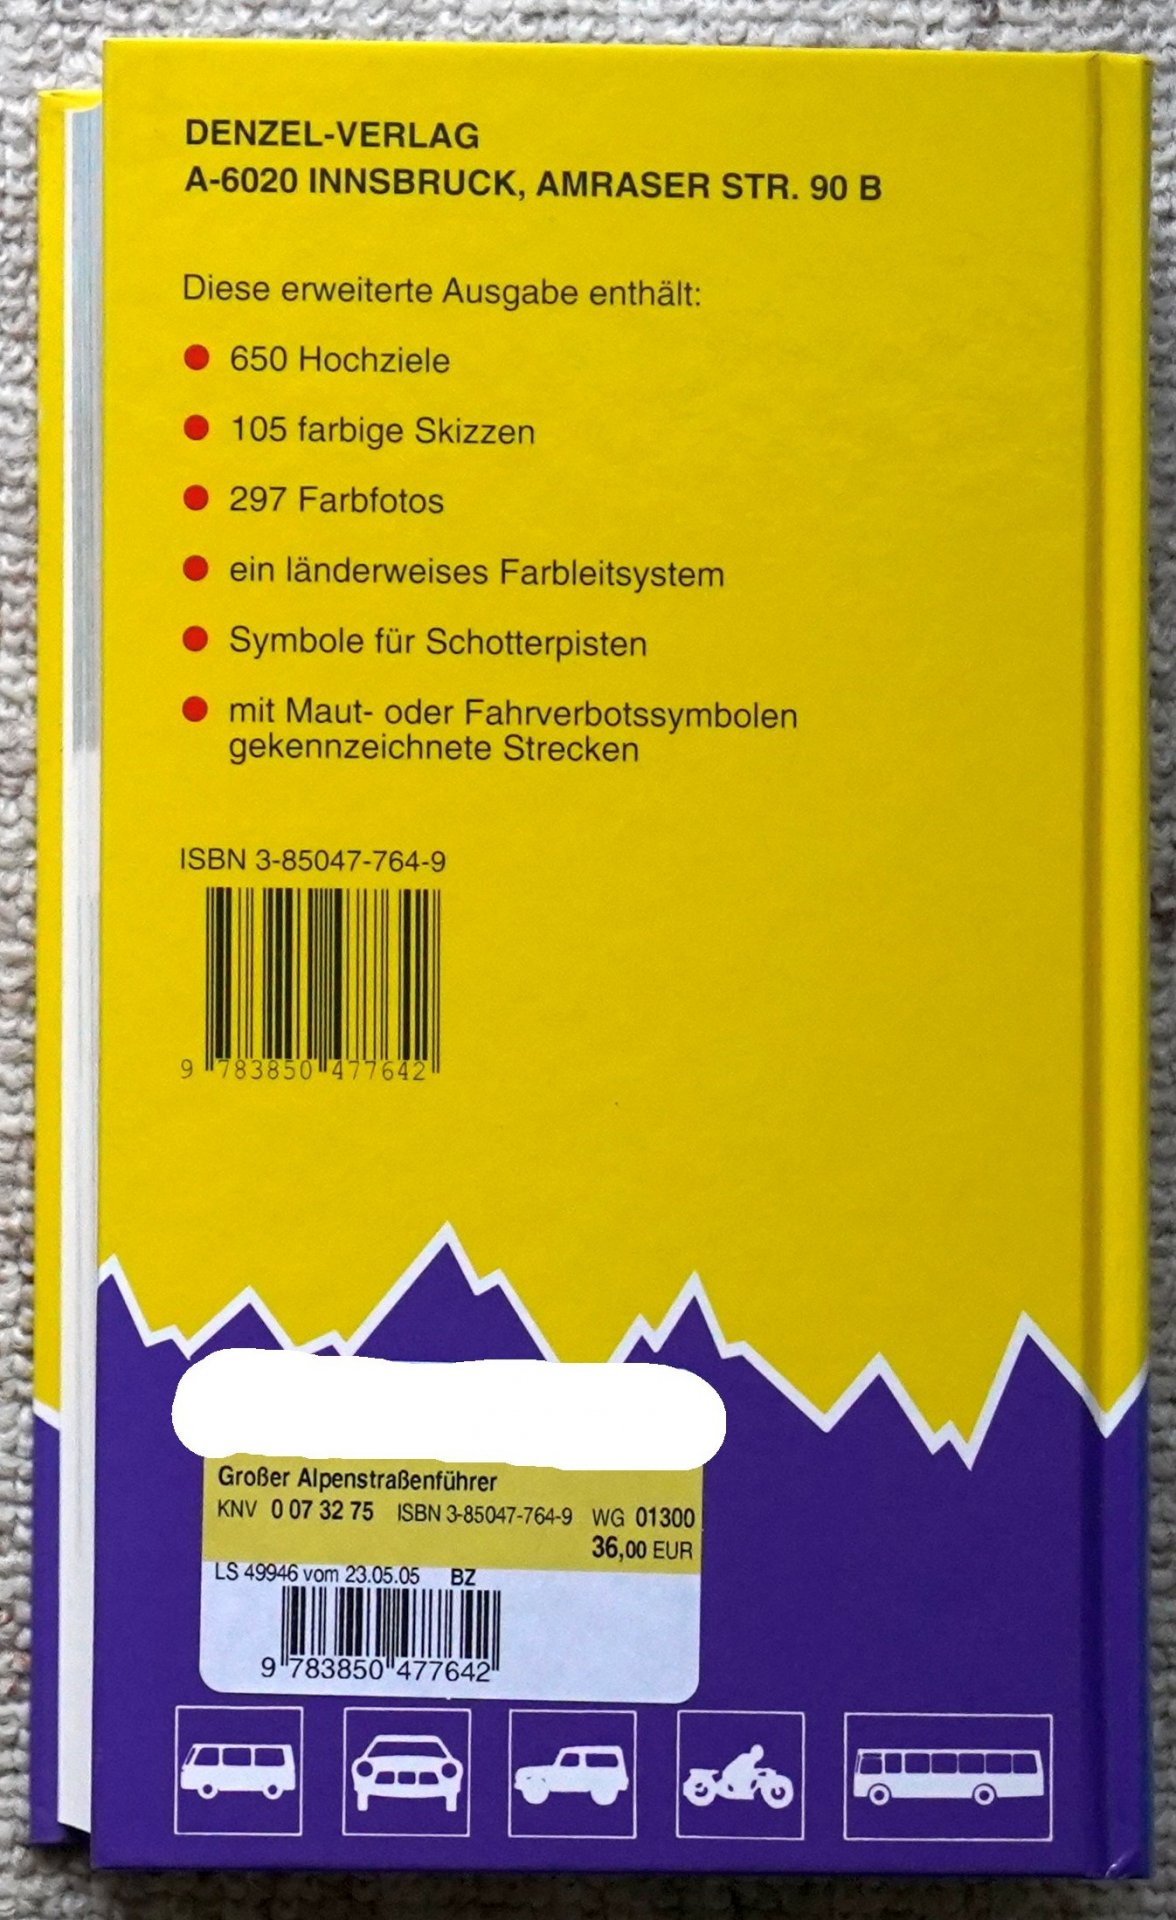 DENZEL-VERLAG
A-6020 INNSBRUCK, AMRASER STR. 90 B
Diese erweiterte Ausgabe enthält:
650 Hochziele
105 farbige Skizzen
297 Farbfotos
ein länderweises Farbleitsystem
Symbole für Schotterpisten
mit Maut- oder Fahrverbotssymbolen
gekennzeichnete Strecken
ISBN 3-85047-764-9
9 783850 477642
Großer Alpenstraßenführer
KNV 0 07 32 75 ISBN 3-85047-764-9 WG 01300
36,00 EUR
LS 49946 vom 23.05.05 BZ
9 783850 477642